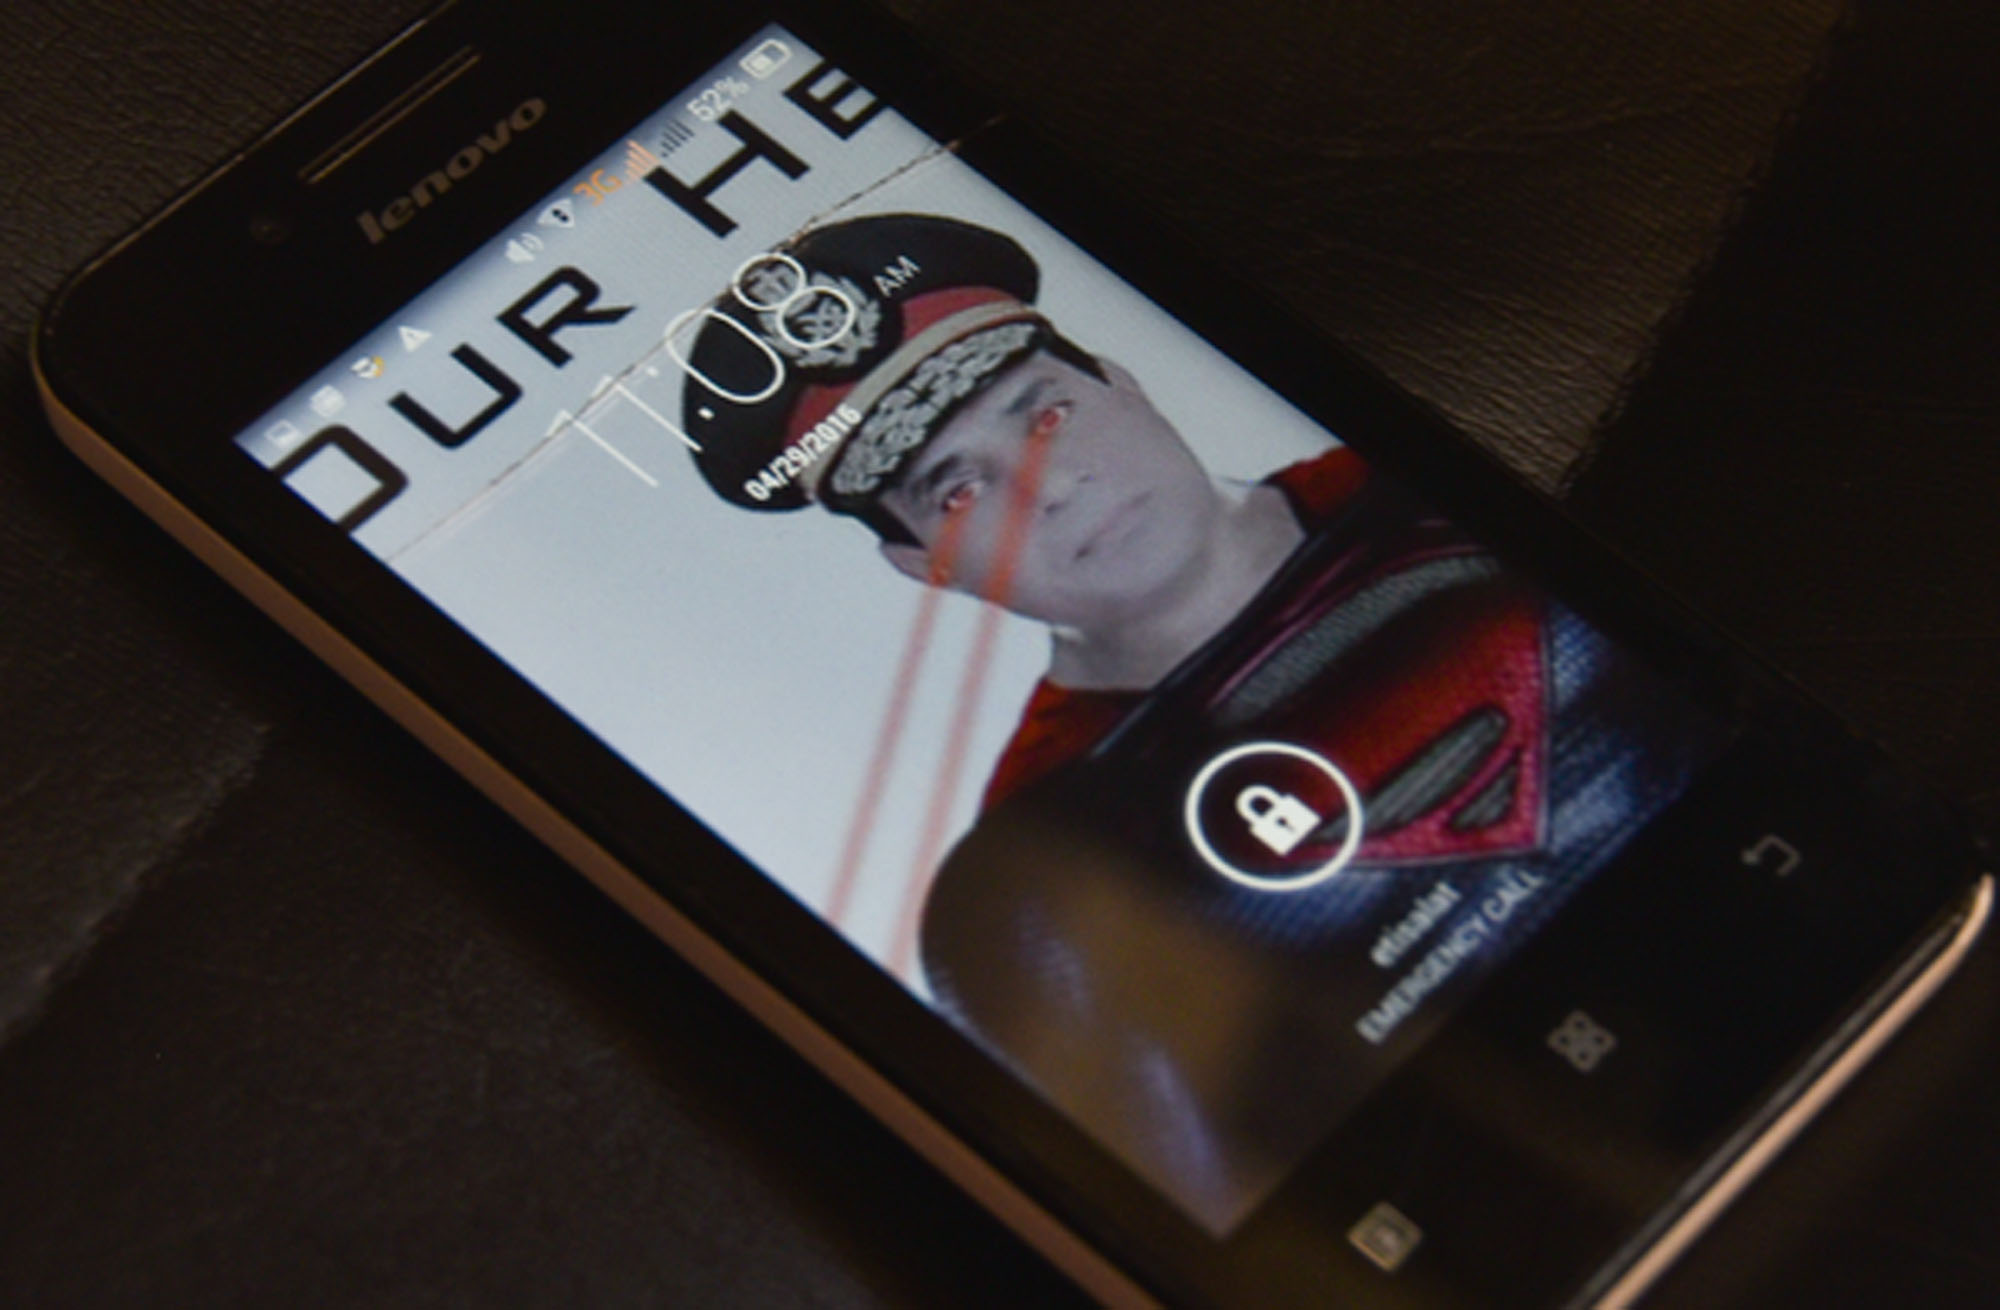 lenovo
3G 52%
OUR HE
11:08 AM
04/29/2016
etisalat
EMERGENCY CALL